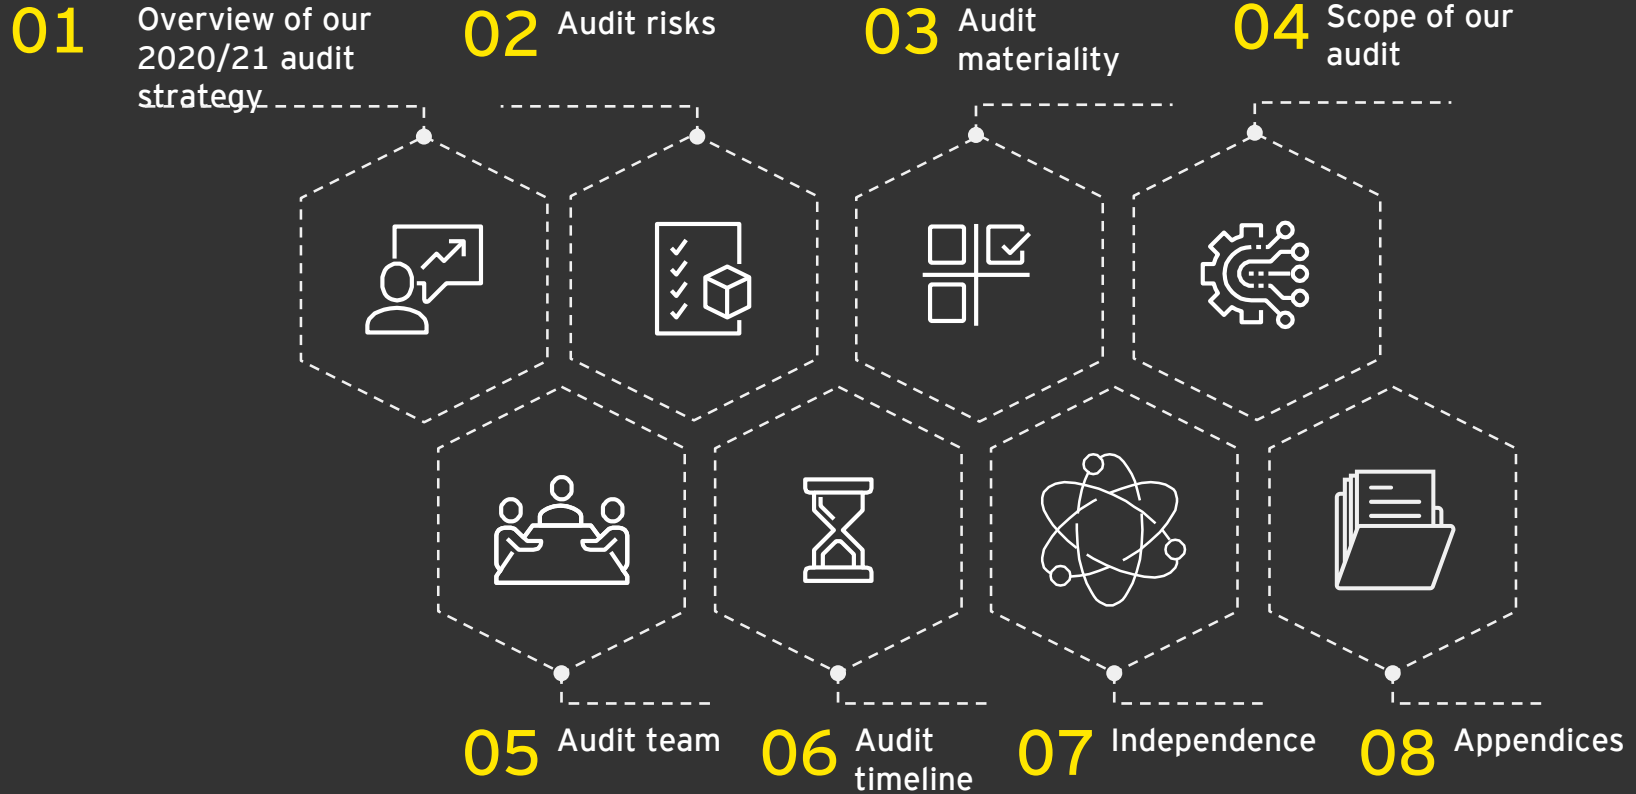 01
Overview of our
2020/21 audit
strategy
02
Audit risks
03
Audit
materiality
04
Scope of our
audit
05
Audit team
06
Audit
timeline
07
Independence
08
Appendices